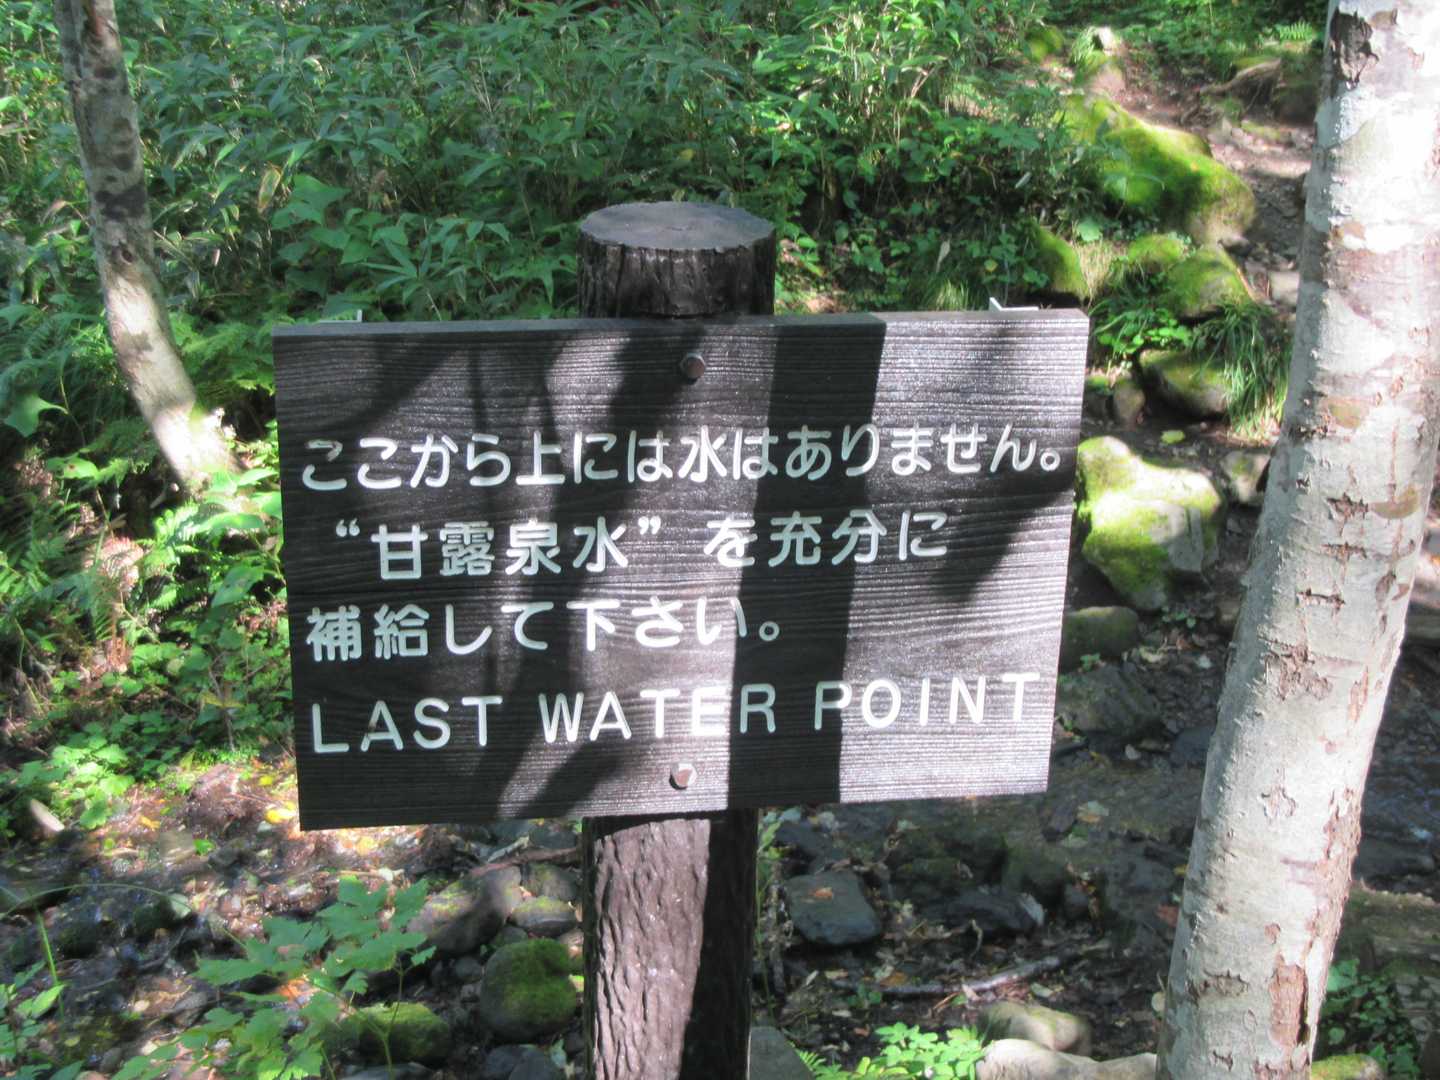 ここから上には水はありません。
“甘露泉水”を充分に
補給して下さい。
LAST WATER POINT